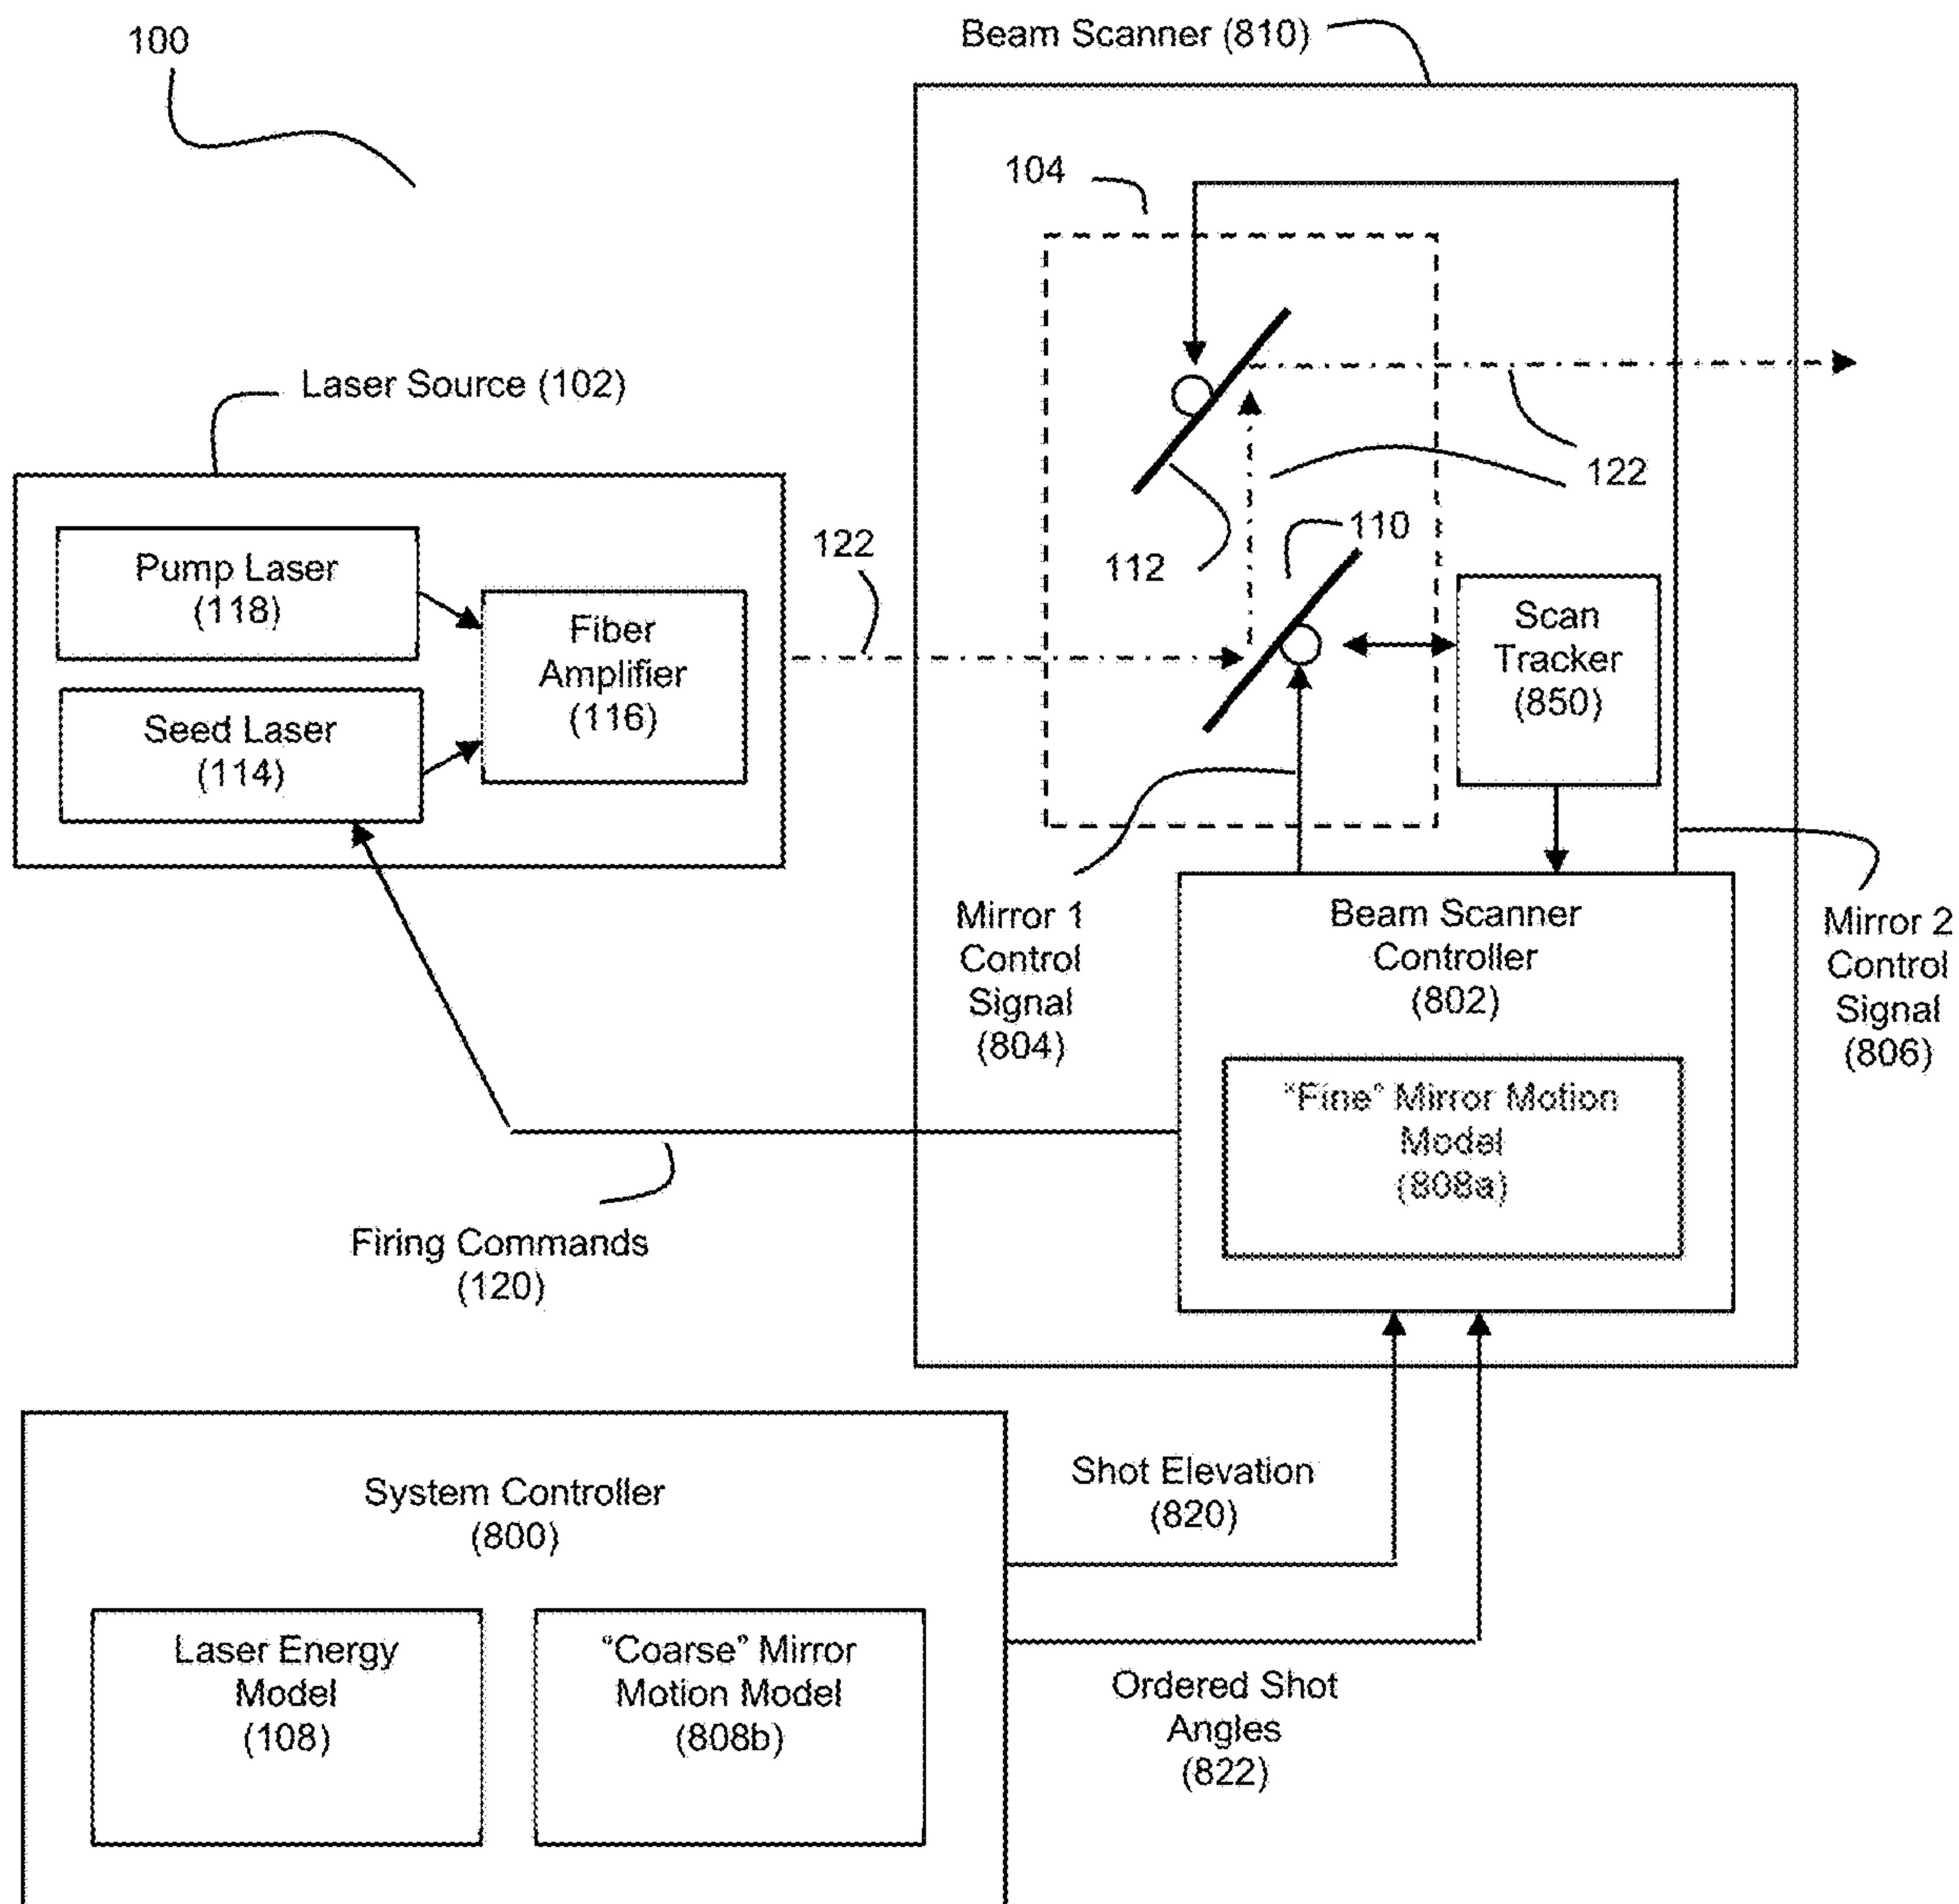 100
Beam Scanner (810)
104
Laser Source (102)
122
110
112
122
Pump Laser
(118)
Fiber
Amplifier
(116)
Seed Laser
(114)
Scan
Tracker
(850)
Mirror 1
Control
Signal
(804)
Beam Scanner
Controller
(802)
Mirror 2
Control
Signal
(806)
"Fine" Mirror Motion
Model
(808a)
Firing Commands
(120)
System Controller
(800)
Shot Elevation
(820)
Laser Energy
Model
(108)
"Coarse" Mirror
Motion Model
(808b)
Ordered Shot
Angles
(822)